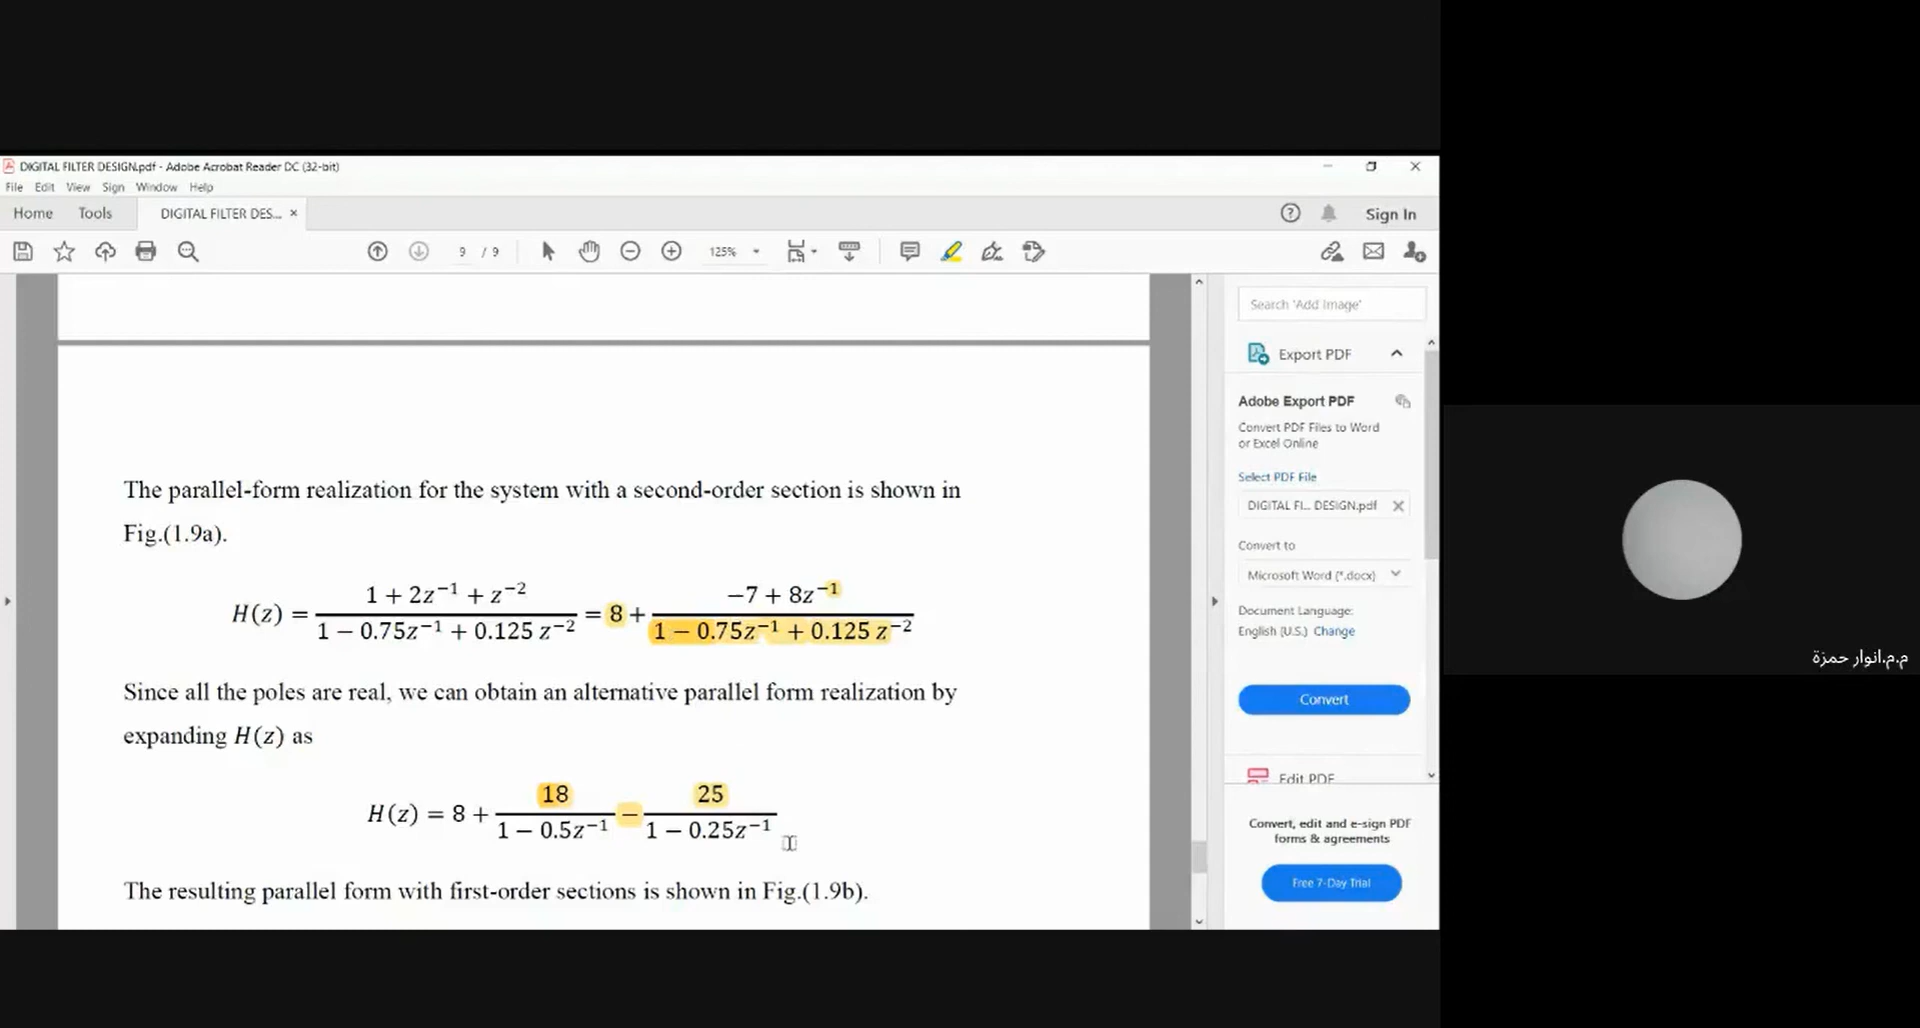 DIGITAL FILTER DESIGN.pdf - Adobe Acrobat Reader DC (32-bit)
File Edit View Sign Window Help
Home Tools DIGITAL FILTER DES... × Sign In
9 / 9 125%
Search 'Add Image'
Export PDF
Adobe Export PDF
Convert PDF Files to Word
or Excel Online
Select PDF File
DIGITAL FI... DESIGN.pdf
Convert to
Microsoft Word (*.docx)
Document Language:
English (U.S.) Change
Convert
Edit PDF
Convert, edit and e-sign PDF
forms & agreements
Free 7-Day Trial
The parallel-form realization for the system with a second-order section is shown in
Fig.(1.9a).
H(z) = (1 + 2z⁻¹ + z⁻²) / (1 − 0.75z⁻¹ + 0.125 z⁻²) = 8 + (−7 + 8z⁻¹) / (1 − 0.75z⁻¹ + 0.125 z⁻²)
Since all the poles are real, we can obtain an alternative parallel form realization by
expanding H(z) as
H(z) = 8 + 18 / (1 − 0.5z⁻¹) − 25 / (1 − 0.25z⁻¹)
The resulting parallel form with first-order sections is shown in Fig.(1.9b).
م.م.انوار حمزة